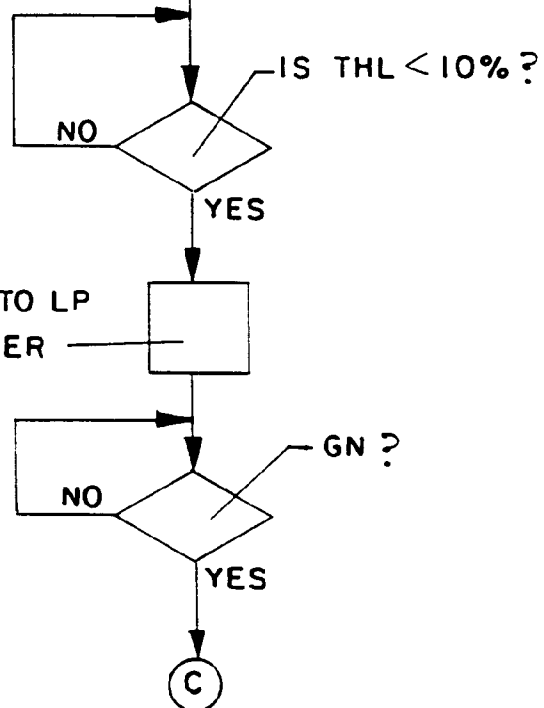 IS THL < 10% ?
NO
YES
TO LP
ER
GN ?
NO
YES
C